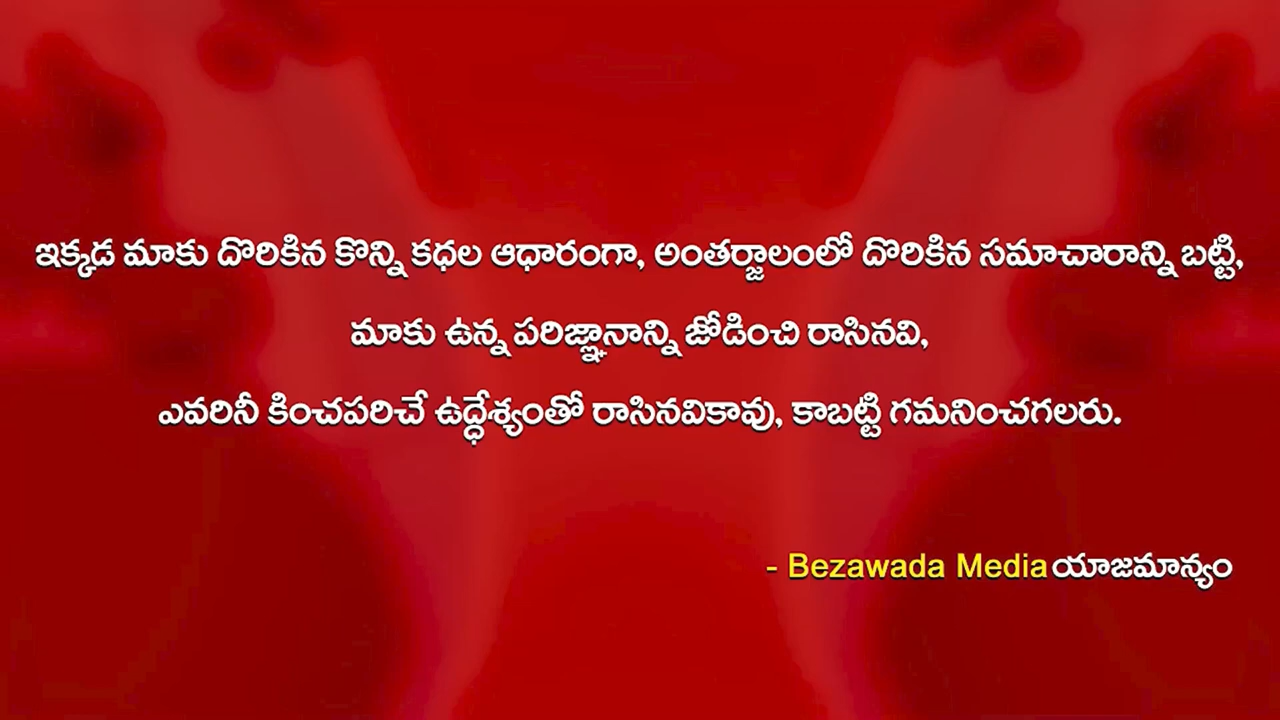 ఇక్కడ మాకు దొరికిన కొన్ని కధల ఆధారంగా, అంతర్జాలంలో దొరికిన సమాచారాన్ని బట్టి,
మాకు ఉన్న పరిజ్ఞానాన్ని జోడించి రాసినవి,
ఎవరినీ కించపరిచే ఉద్ధేశ్యంతో రాసినవికావు, కాబట్టి గమనించగలరు.
- Bezawada Media యాజమాన్యం